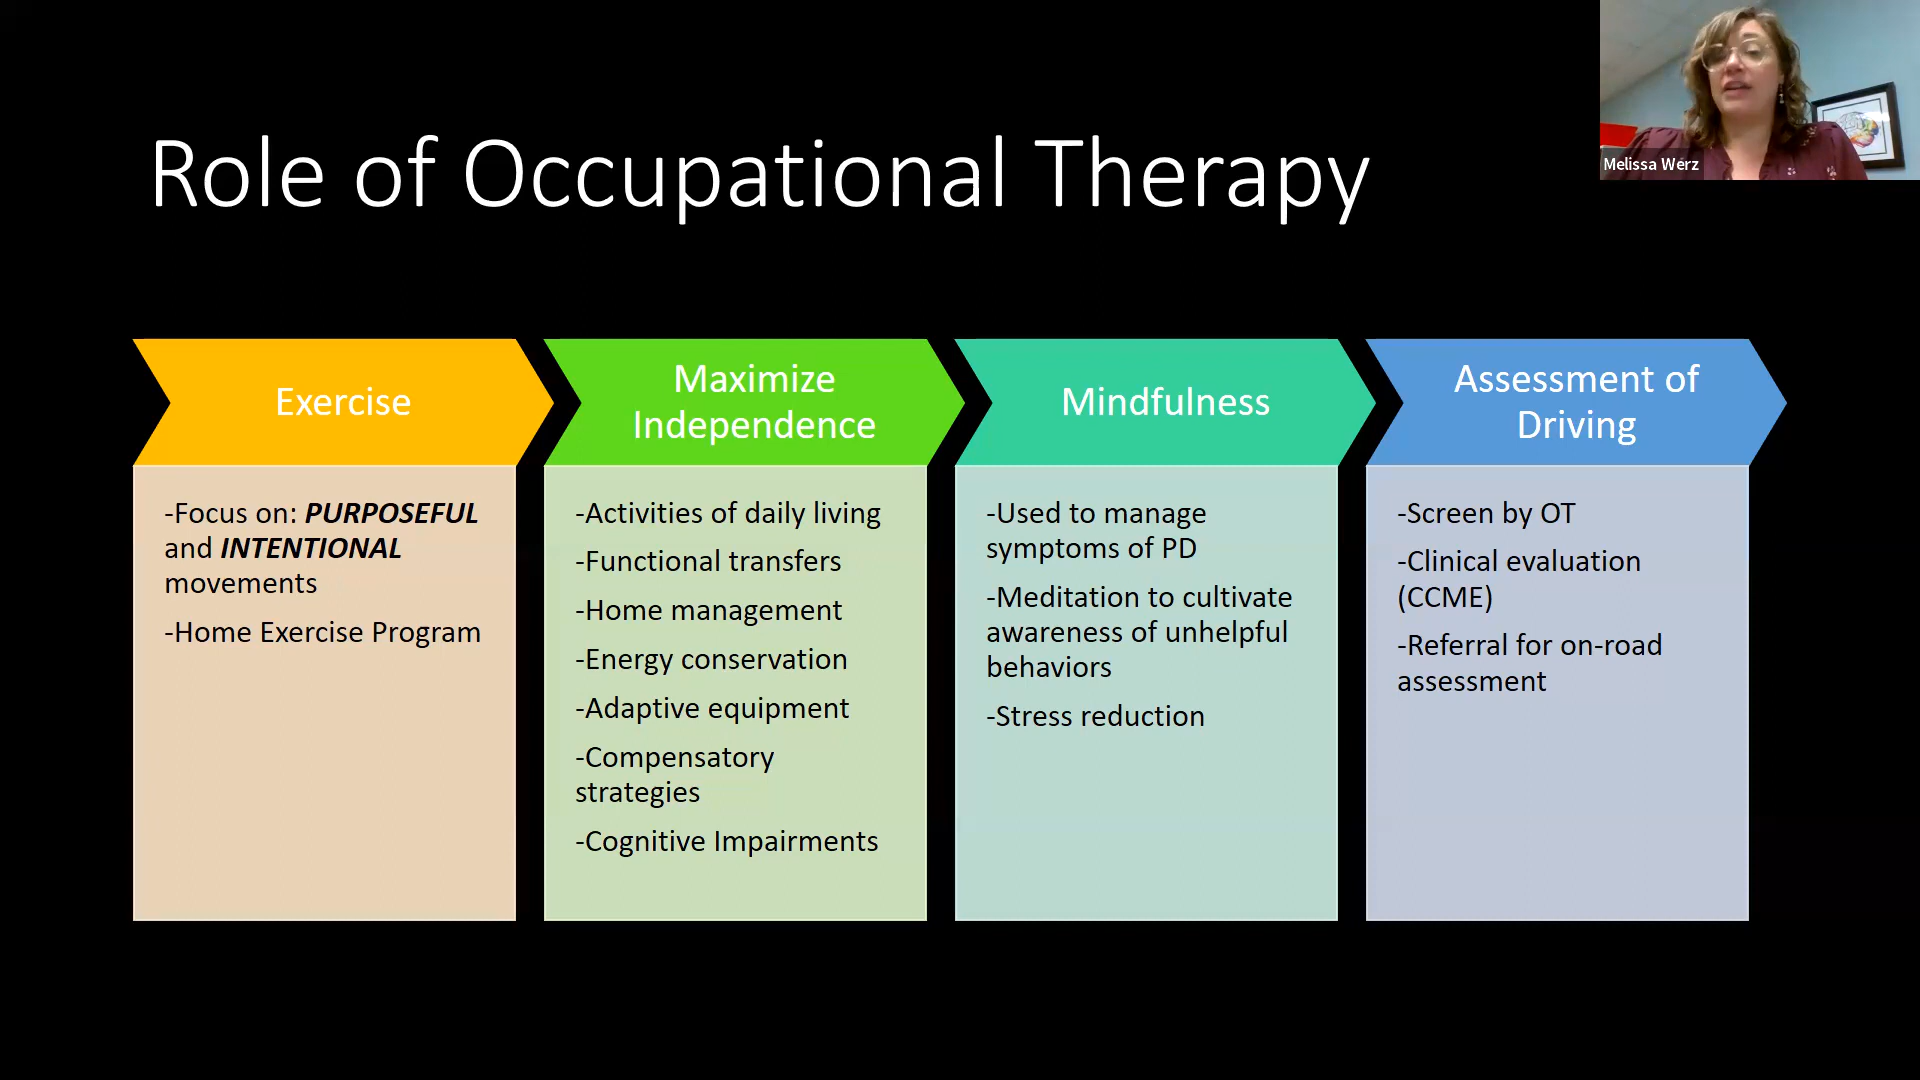 Role of Occupational Therapy
Melissa Werz
Exercise
-Focus on: PURPOSEFUL
and INTENTIONAL
movements
-Home Exercise Program
Maximize
Independence
-Activities of daily living
-Functional transfers
-Home management
-Energy conservation
-Adaptive equipment
-Compensatory
strategies
-Cognitive Impairments
Mindfulness
-Used to manage
symptoms of PD
-Meditation to cultivate
awareness of unhelpful
behaviors
-Stress reduction
Assessment of
Driving
-Screen by OT
-Clinical evaluation
(CCME)
-Referral for on-road
assessment